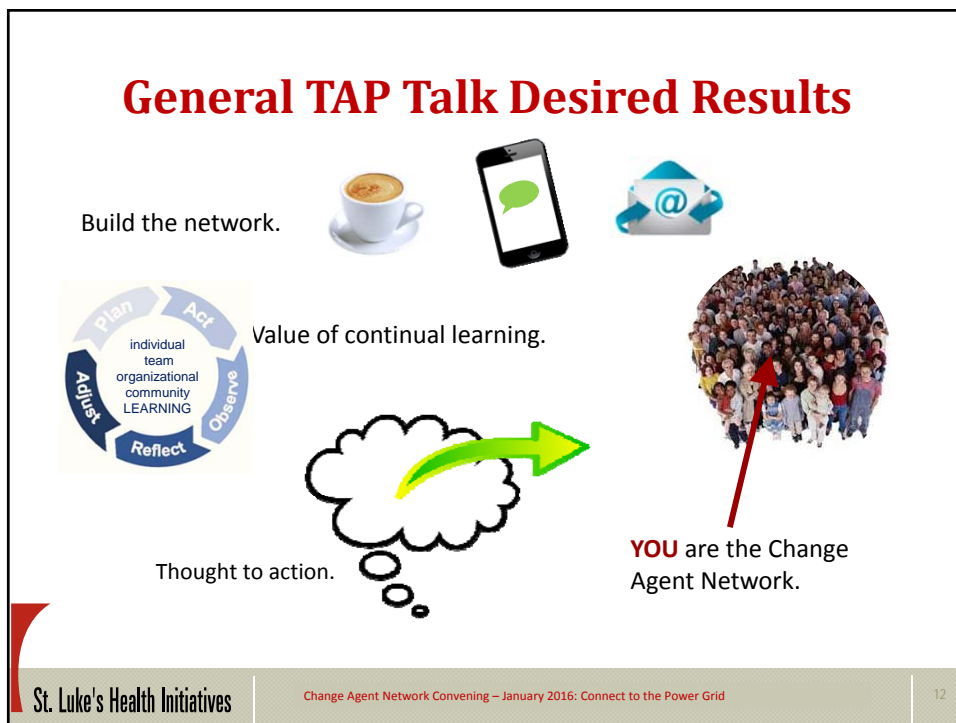 General TAP Talk Desired Results
Build the network.
@
Plan
Act
Observe
Reflect
Adjust
individual
team
organizational
community
LEARNING
Value of continual learning.
Thought to action.
YOU are the Change
Agent Network.
St. Luke's Health Initiatives
Change Agent Network Convening – January 2016: Connect to the Power Grid
12